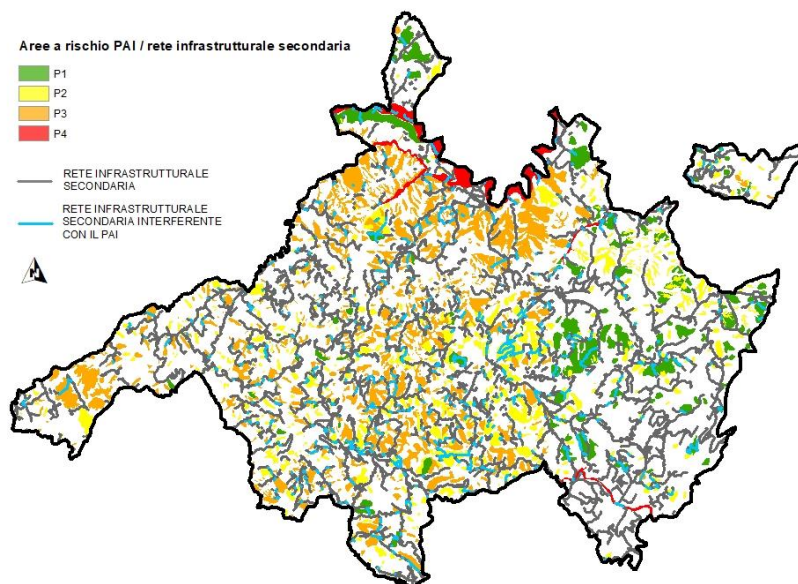 Aree a rischio PAI / rete infrastrutturale secondaria
P1
P2
P3
P4
RETE INFRASTRUTTURALE
SECONDARIA
RETE INFRASTRUTTURALE
SECONDARIA INTERFERENTE
CON IL PAI
N